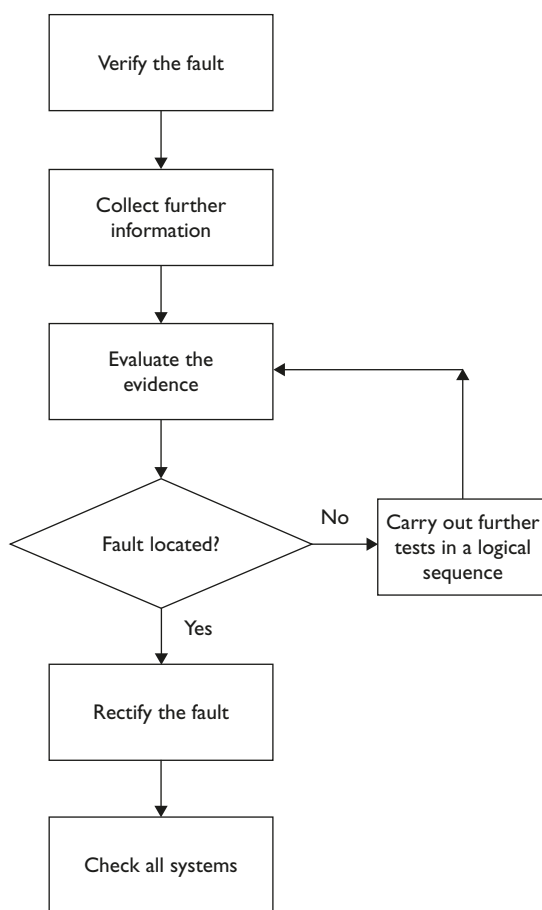 Verify the fault
Collect further
information
Evaluate the
evidence
Fault located?
No
Carry out further
tests in a logical
sequence
Yes
Rectify the fault
Check all systems